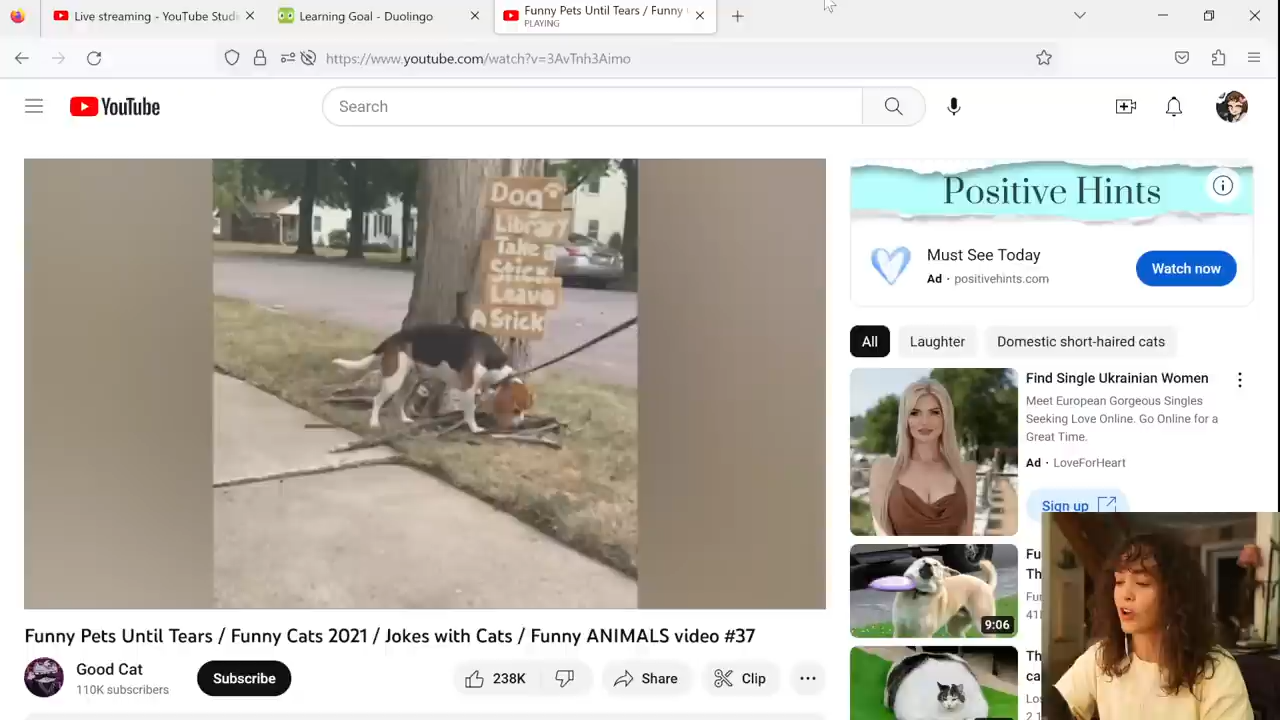 Live streaming - YouTube Stud
Learning Goal - Duolingo
Funny Pets Until Tears / Funny
PLAYING
https://www.youtube.com/watch?v=3AvTnh3Aimo
YouTube
Search
Dog
Library
Take a
Stick
Leave
A Stick
Positive Hints
Must See Today
Ad · positivehints.com
Watch now
All
Laughter
Domestic short-haired cats
Find Single Ukrainian Women
Meet European Gorgeous Singles
Seeking Love Online. Go Online for a
Great Time.
Ad · LoveForHeart
Sign up
9:06
Funny Pets Until Tears / Funny Cats 2021 / Jokes with Cats / Funny ANIMALS video #37
Good Cat
110K subscribers
Subscribe
238K
Share
Clip